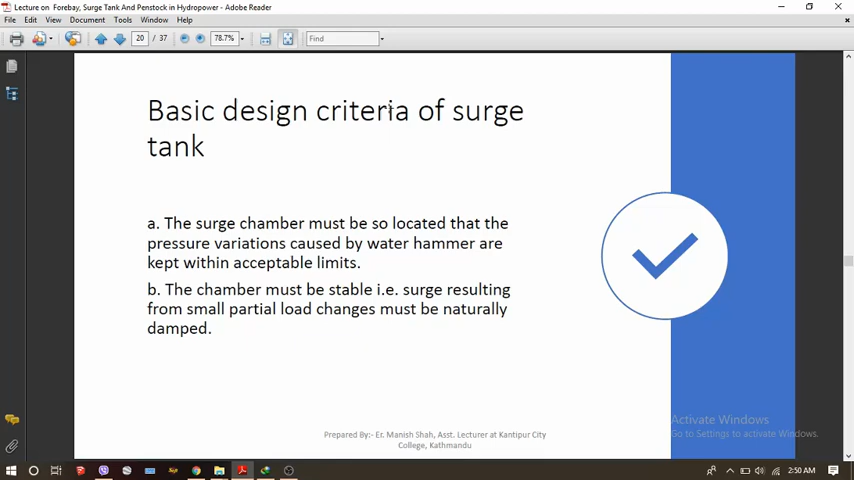 Lecture on Forebay, Surge Tank And Penstock in Hydropower - Adobe Reader
File Edit View Document Tools Window Help
20 / 37 78.7% Find
Basic design criteria of surge
tank
a. The surge chamber must be so located that the
pressure variations caused by water hammer are
kept within acceptable limits.
b. The chamber must be stable i.e. surge resulting
from small partial load changes must be naturally
damped.
Prepared By:- Er. Manish Shah, Asst. Lecturer at Kantipur City
College, Kathmandu
Activate Windows
Go to Settings to activate Windows.
2:50 AM